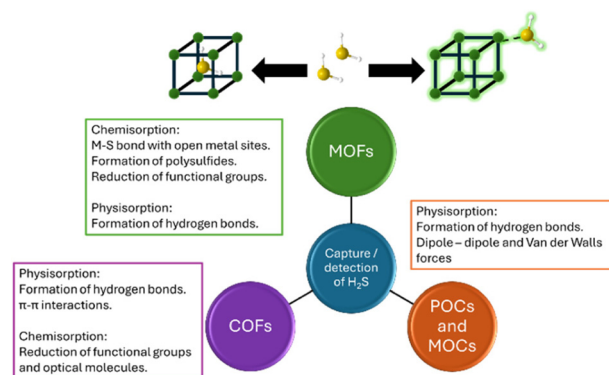 Chemisorption:
M-S bond with open metal sites.
Formation of polysulfides.
Reduction of functional groups.
Physisorption:
Formation of hydrogen bonds.
MOFs
Physisorption:
Formation of hydrogen bonds.
Dipole – dipole and Van der Walls
forces
Capture /
detection
of H₂S
Physisorption:
Formation of hydrogen bonds.
π-π interactions.
Chemisorption:
Reduction of functional groups
and optical molecules.
COFs
POCs
and
MOCs